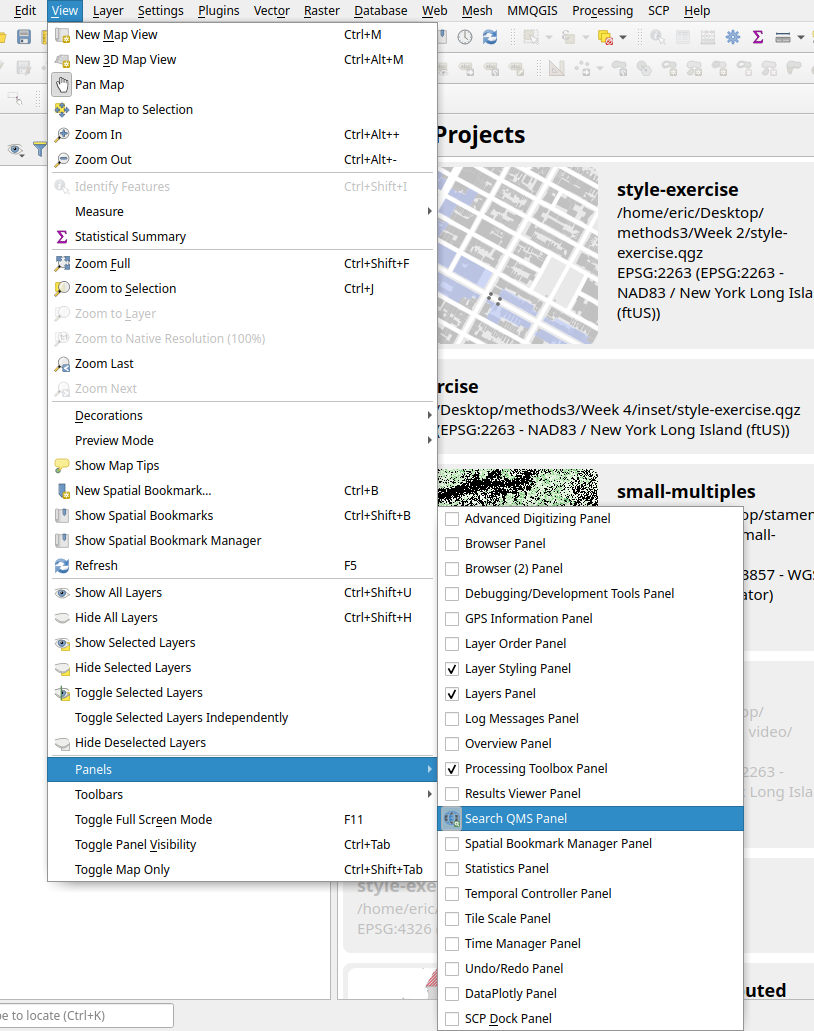 Edit View Layer Settings Plugins Vector Raster Database Web Mesh MMQGIS Processing SCP Help
New Map View Ctrl+M
New 3D Map View Ctrl+Alt+M
Pan Map
Pan Map to Selection
Zoom In Ctrl+Alt++
Zoom Out Ctrl+Alt+-
Identify Features Ctrl+Shift+I
Measure
Statistical Summary
Zoom Full Ctrl+Shift+F
Zoom to Selection Ctrl+J
Zoom to Layer
Zoom to Native Resolution (100%)
Zoom Last
Zoom Next
Decorations
Preview Mode
Show Map Tips
New Spatial Bookmark... Ctrl+B
Show Spatial Bookmarks Ctrl+Shift+B
Show Spatial Bookmark Manager
Refresh F5
Show All Layers Ctrl+Shift+U
Hide All Layers Ctrl+Shift+H
Show Selected Layers
Hide Selected Layers
Toggle Selected Layers
Toggle Selected Layers Independently
Hide Deselected Layers
Panels
Toolbars
Toggle Full Screen Mode F11
Toggle Panel Visibility Ctrl+Tab
Toggle Map Only Ctrl+Shift+Tab
Advanced Digitizing Panel
Browser Panel
Browser (2) Panel
Debugging/Development Tools Panel
GPS Information Panel
Layer Order Panel
Layer Styling Panel
Layers Panel
Log Messages Panel
Overview Panel
Processing Toolbox Panel
Results Viewer Panel
Search QMS Panel
Spatial Bookmark Manager Panel
Statistics Panel
Temporal Controller Panel
Tile Scale Panel
Time Manager Panel
Undo/Redo Panel
DataPlotly Panel
SCP Dock Panel
Projects
style-exercise
/home/eric/Desktop/
methods3/Week 2/style-
exercise.qgz
EPSG:2263 (EPSG:2263 -
NAD83 / New York Long Isla
(ftUS))
rcise
/Desktop/methods3/Week 4/inset/style-exercise.qgz
(EPSG:2263 - NAD83 / New York Long Island (ftUS))
small-multiples
op/stamen
mall-
3857 - WGS
ator)
op/
video/
2263 -
Long Isla
style-exe
/home/eric/
EPSG:4326
uted
e to locate (Ctrl+K)